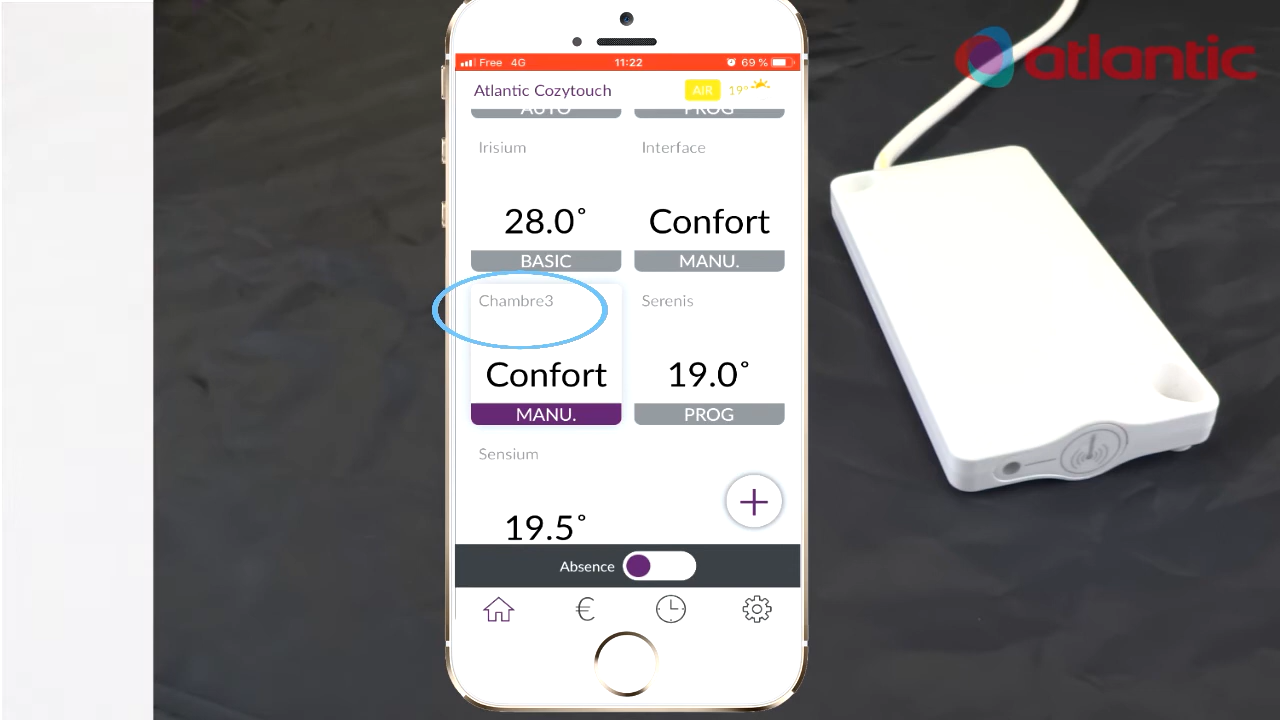 Free 4G 11:22 69 %
Atlantic Cozytouch AIR 19°
AUTO PROG
Irisium Interface
28.0° Confort
BASIC MANU.
Chambre3 Serenis
Confort 19.0°
MANU. PROG
Sensium
19.5°
Absence
€
atlantic